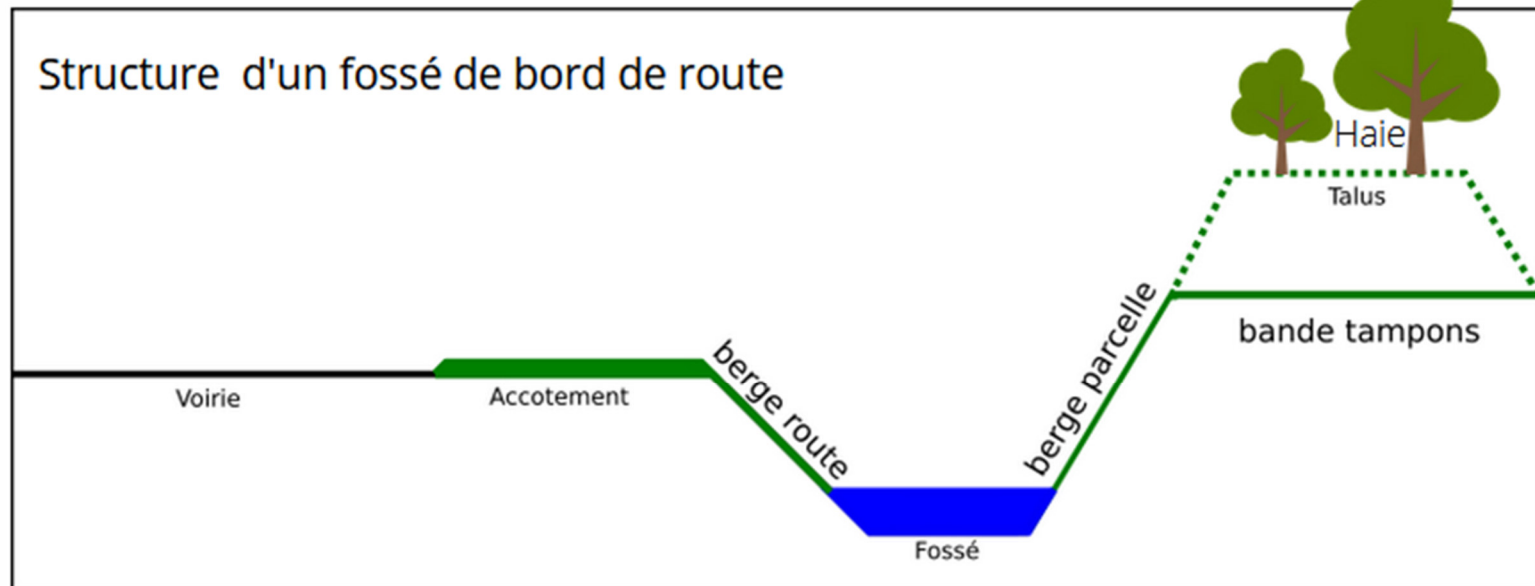 Structure d'un fossé de bord de route
Haie
Talus
bande tampons
berge parcelle
berge route
Voirie
Accotement
Fossé